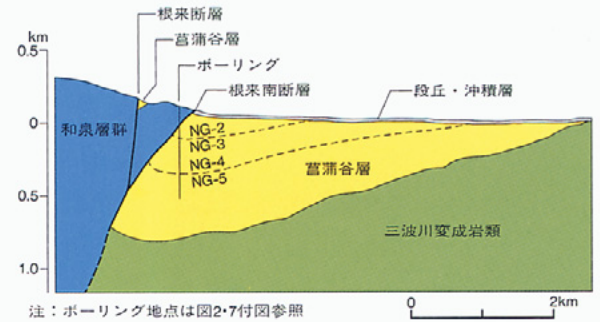 根来断層
菖蒲谷層
ボーリング
根来南断層
段丘・沖積層
km
0.5
0
0.5
1.0
和泉層群
NG-2
NG-3
NG-4
NG-5
菖蒲谷層
三波川変成岩類
注：ボーリング地点は図2・7付図参照
0 2km